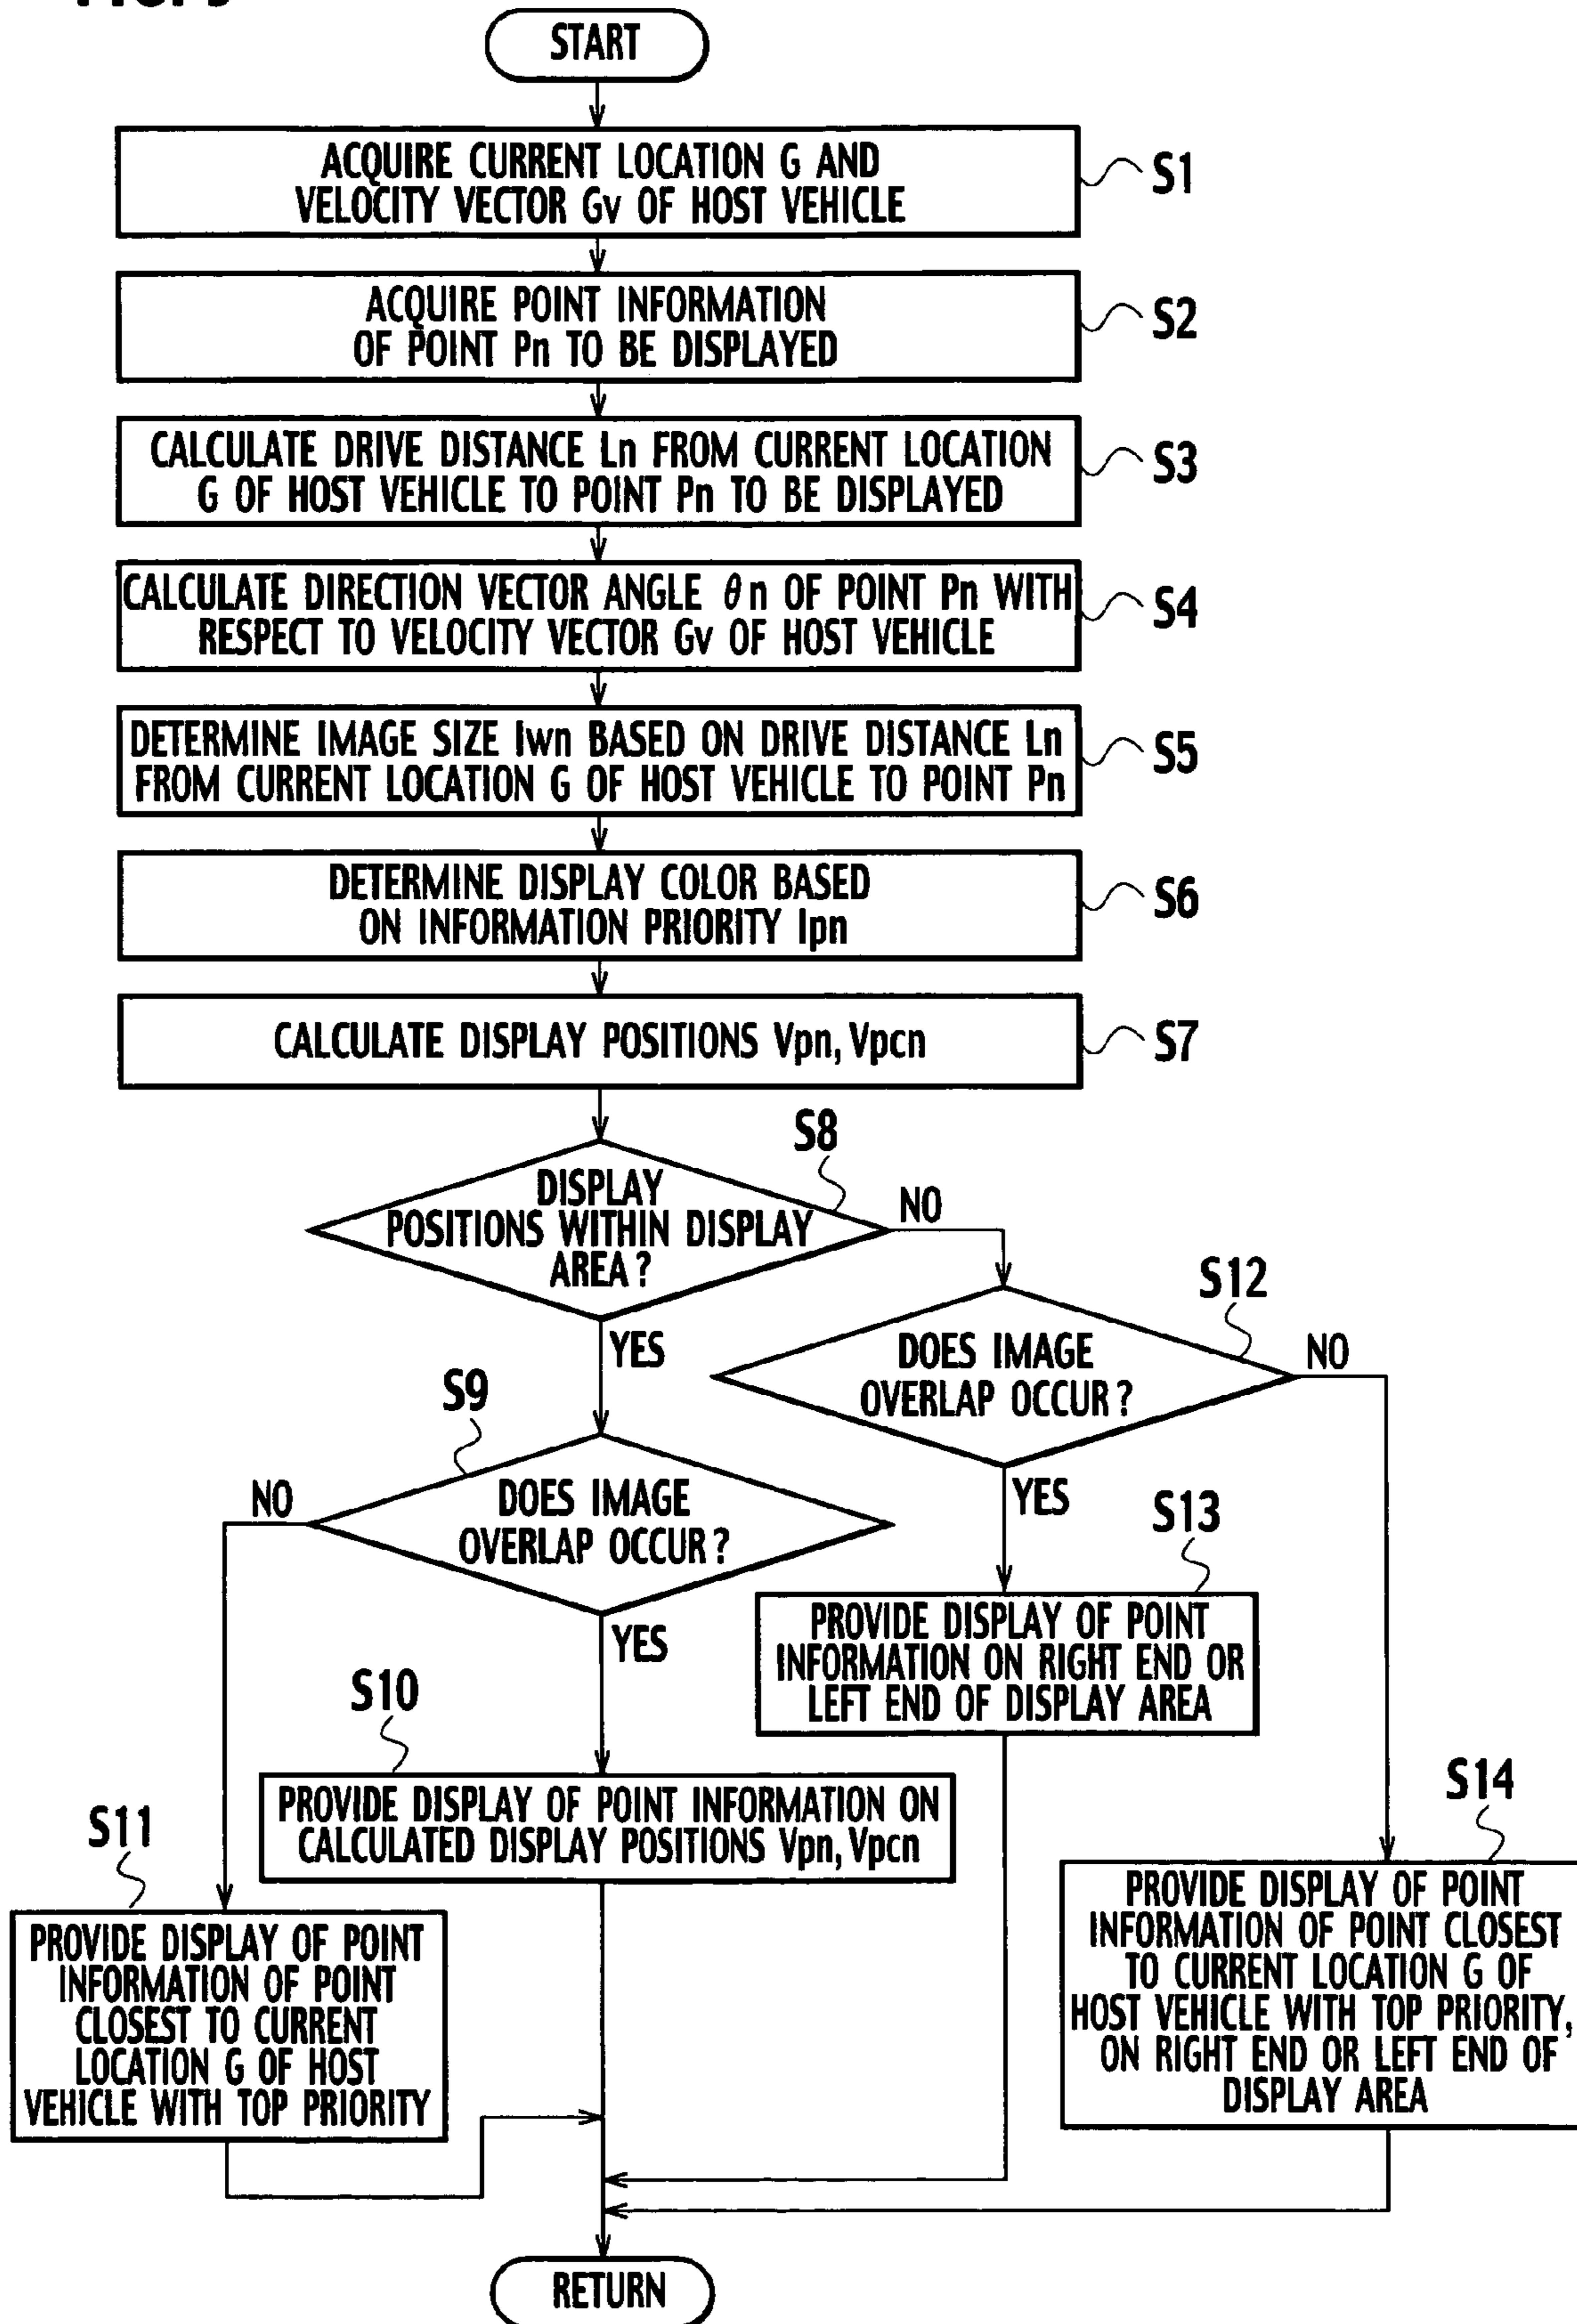 START
ACQUIRE CURRENT LOCATION G AND
VELOCITY VECTOR Gv OF HOST VEHICLE
S1
ACQUIRE POINT INFORMATION
OF POINT Pn TO BE DISPLAYED
S2
CALCULATE DRIVE DISTANCE Ln FROM CURRENT LOCATION
G OF HOST VEHICLE TO POINT Pn TO BE DISPLAYED
S3
CALCULATE DIRECTION VECTOR ANGLE θn OF POINT Pn WITH
RESPECT TO VELOCITY VECTOR Gv OF HOST VEHICLE
S4
DETERMINE IMAGE SIZE Iwn BASED ON DRIVE DISTANCE Ln
FROM CURRENT LOCATION G OF HOST VEHICLE TO POINT Pn
S5
DETERMINE DISPLAY COLOR BASED
ON INFORMATION PRIORITY Ipn
S6
CALCULATE DISPLAY POSITIONS Vpn, Vpcn
S7
S8
DISPLAY
POSITIONS WITHIN DISPLAY
AREA?
NO
YES
S12
DOES IMAGE
OVERLAP OCCUR?
NO
YES
S9
DOES IMAGE
OVERLAP OCCUR?
NO
YES
S13
PROVIDE DISPLAY OF POINT
INFORMATION ON RIGHT END OR
LEFT END OF DISPLAY AREA
S10
PROVIDE DISPLAY OF POINT INFORMATION ON
CALCULATED DISPLAY POSITIONS Vpn, Vpcn
S11
PROVIDE DISPLAY OF POINT
INFORMATION OF POINT
CLOSEST TO CURRENT
LOCATION G OF HOST
VEHICLE WITH TOP PRIORITY
S14
PROVIDE DISPLAY OF POINT
INFORMATION OF POINT CLOSEST
TO CURRENT LOCATION G OF
HOST VEHICLE WITH TOP PRIORITY,
ON RIGHT END OR LEFT END OF
DISPLAY AREA
RETURN